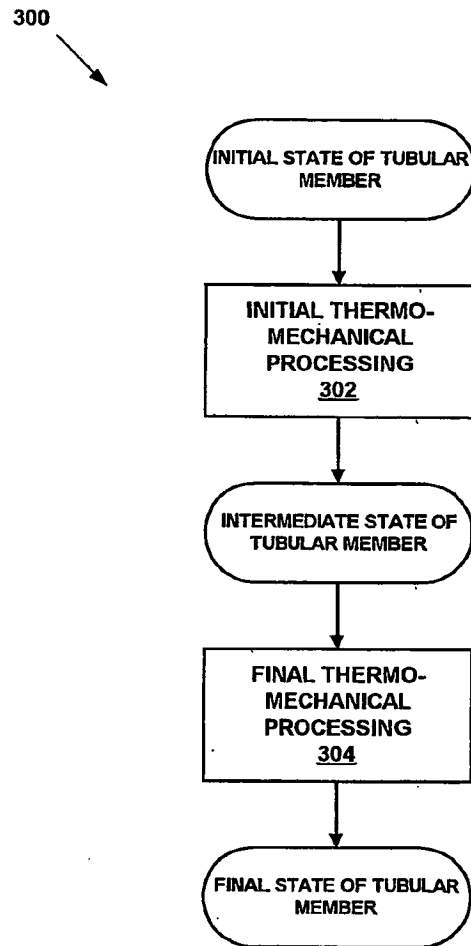 300
INITIAL STATE OF TUBULAR
MEMBER
INITIAL THERMO-
MECHANICAL
PROCESSING
302
INTERMEDIATE STATE OF
TUBULAR MEMBER
FINAL THERMO-
MECHANICAL
PROCESSING
304
FINAL STATE OF TUBULAR
MEMBER